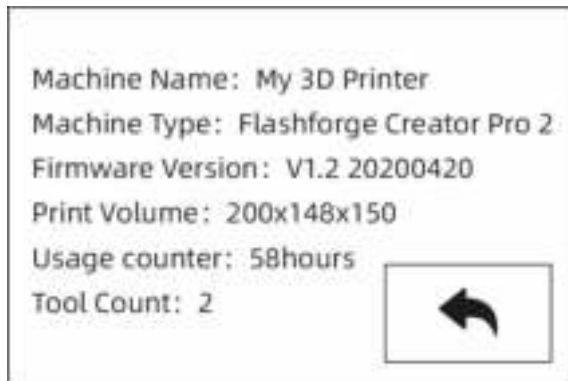 Machine Name: My 3D Printer
Machine Type: Flashforge Creator Pro 2
Firmware Version: V1.2 20200420
Print Volume: 200x148x150
Usage counter: 58hours
Tool Count: 2